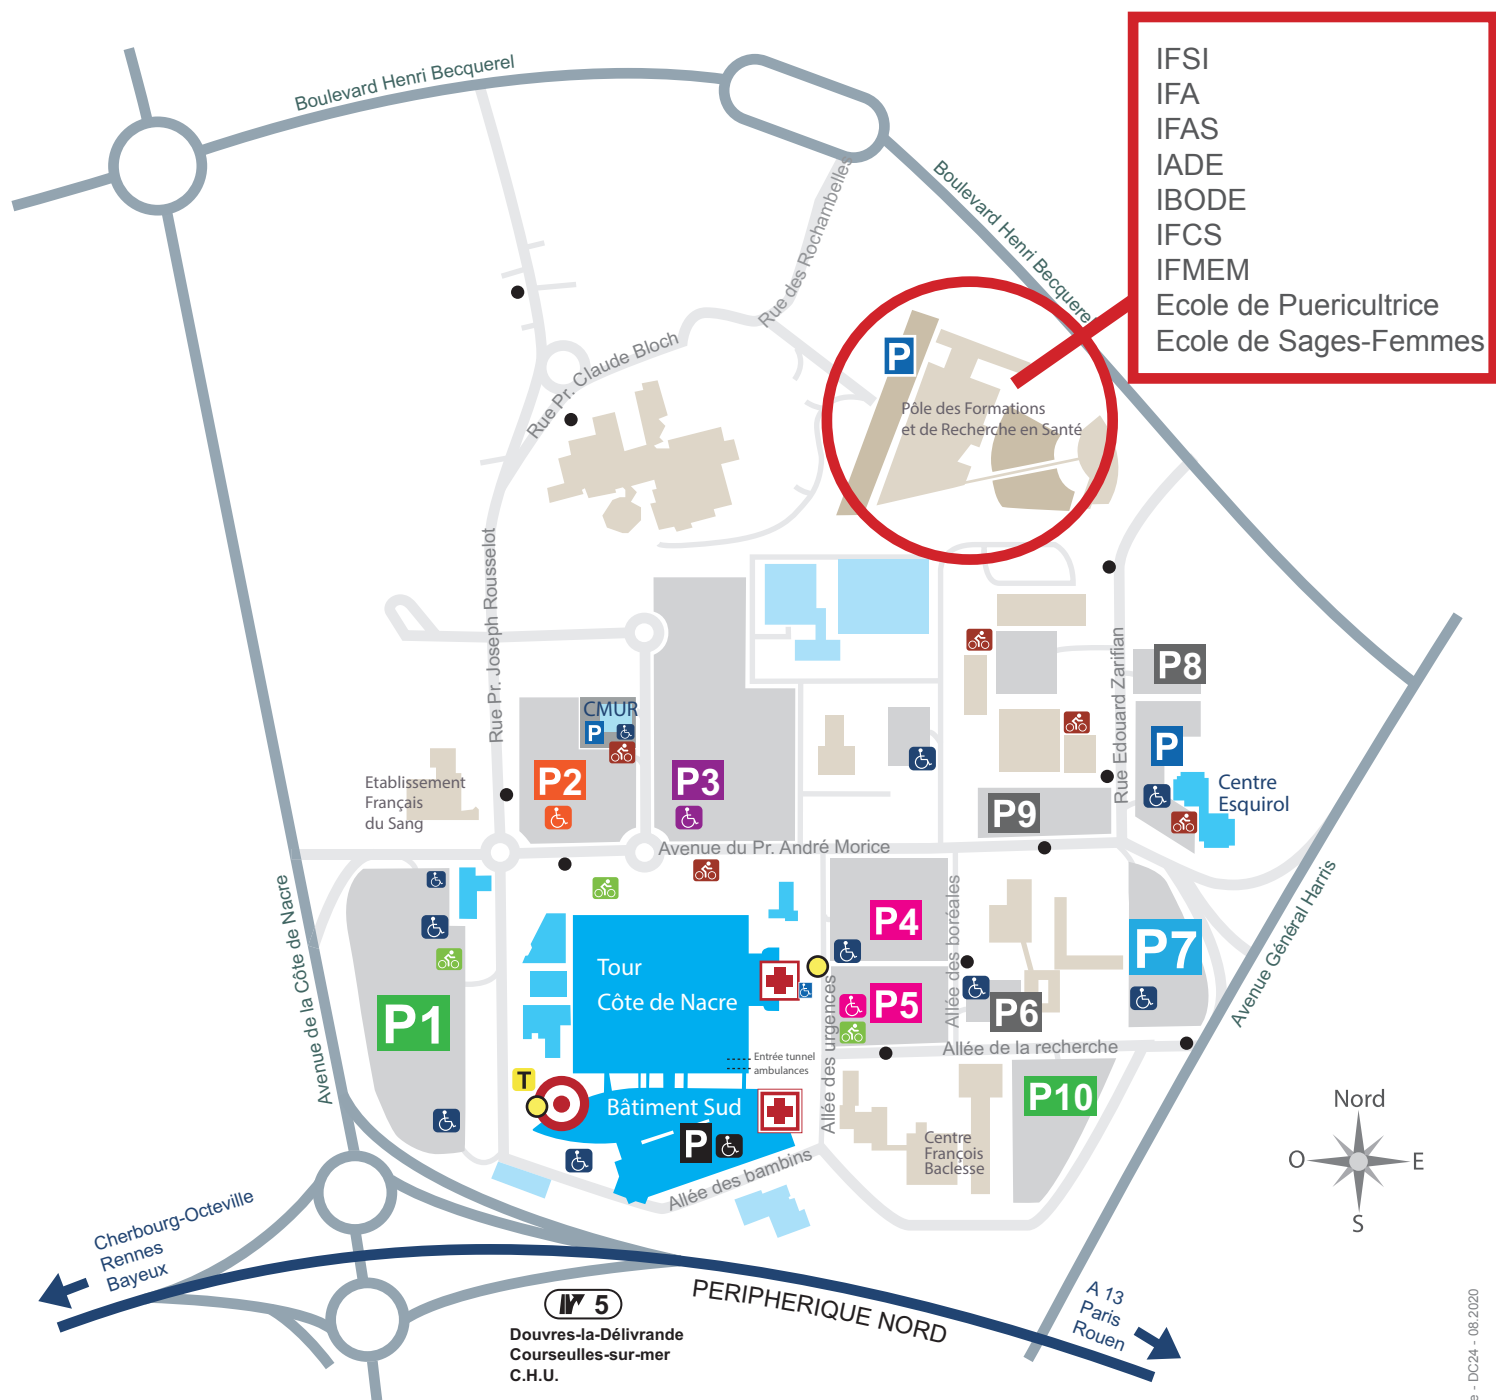 IFSI
IFA
IFAS
IADE
IBODE
IFCS
IFMEM
Ecole de Puericultrice
Ecole de Sages-Femmes
Boulevard Henri Becquerel
Boulevard Henri Becquerel
Rue des Rochambelles
Rue Pr. Claude Bloch
P
Pôle des Formations
et de Recherche en Santé
Rue Pr. Joseph Rousselot
Rue Edouard Zarifian
P8
CMUR
P
P
P2
P3
Etablissement
Français
du Sang
Centre
Esquirol
P9
Avenue du Pr. André Morice
Avenue de la Côte de Nacre
Avenue Général Harris
P4
Allée des boréales
P7
Tour
Côte de Nacre
P1
P5
P6
Allée des urgences
Allée de la recherche
Entrée tunnel
ambulances
T
Bâtiment Sud
P10
P
Centre
François
Baclesse
Allée des bambins
Nord
O
E
S
Cherbourg-Octeville
Rennes
Bayeux
PERIPHERIQUE NORD
A 13
Paris
Rouen
5
Douvres-la-Délivrande
Courseulles-sur-mer
C.H.U.
e - DC24 - 08.2020